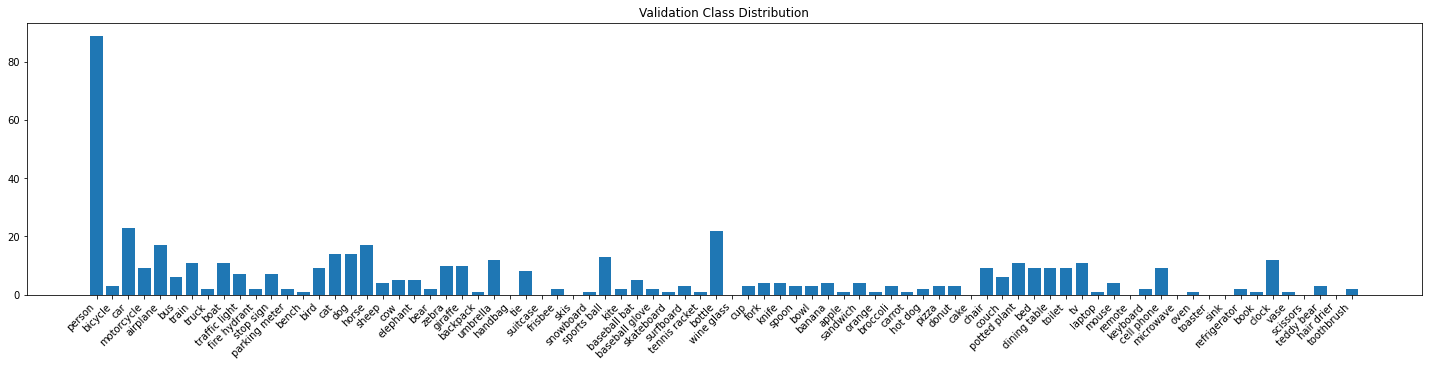 Validation Class Distribution
80
60
40
20
0
person
bicycle
car
motorcycle
airplane
bus
train
truck
boat
traffic light
fire hydrant
stop sign
parking meter
bench
bird
cat
dog
horse
sheep
cow
elephant
bear
zebra
giraffe
backpack
umbrella
handbag
tie
suitcase
frisbee
skis
snowboard
sports ball
kite
baseball bat
baseball glove
skateboard
surfboard
tennis racket
bottle
wine glass
cup
fork
knife
spoon
bowl
banana
apple
sandwich
orange
broccoli
carrot
hot dog
pizza
donut
cake
chair
couch
potted plant
bed
dining table
toilet
tv
laptop
mouse
remote
keyboard
cell phone
microwave
oven
toaster
sink
refrigerator
book
clock
vase
scissors
teddy bear
hair drier
toothbrush